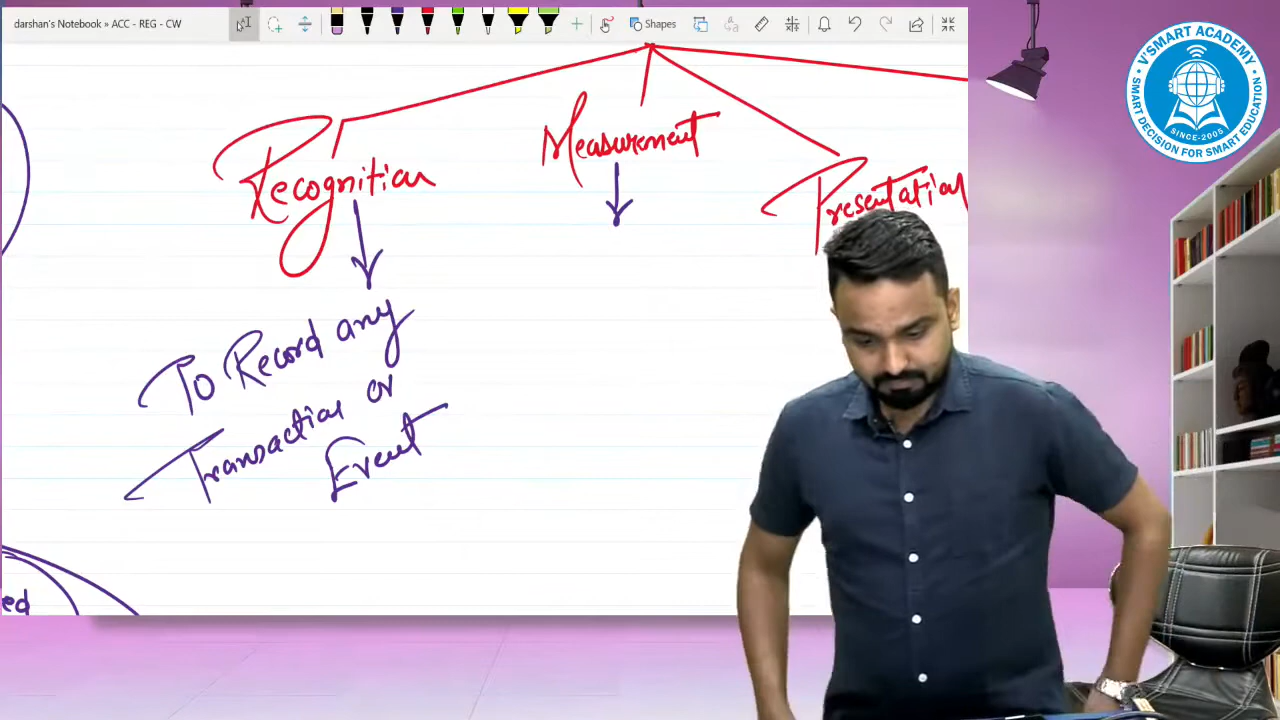 darshan's Notebook » ACC - REG - CW
Shapes
V'SMART ACADEMY
SINCE-2005
SMART DECISION FOR SMART EDUCATION
Recognition
Measurement
Presentation
To Record any
Transaction or
Event
ed